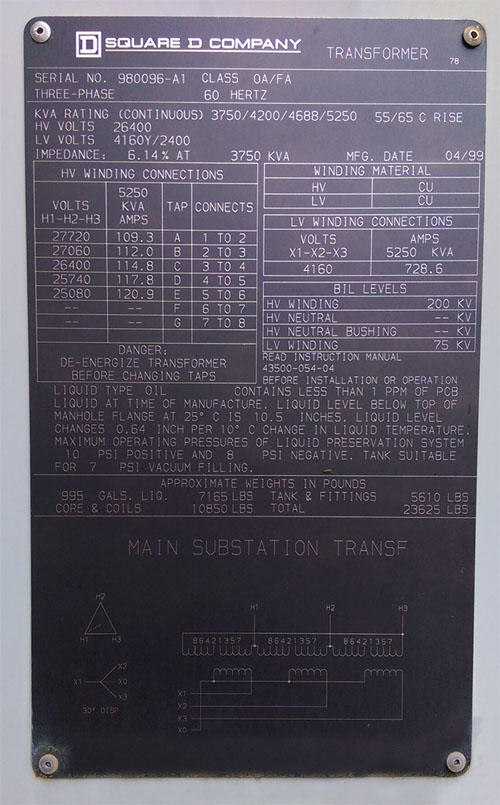 D SQUARE D COMPANY TRANSFORMER 78
SERIAL NO. 980096-A1 CLASS OA/FA
THREE-PHASE 60 HERTZ
KVA RATING (CONTINUOUS) 3750/4200/4688/5250 55/65 C RISE
HV VOLTS 26400
LV VOLTS 4160Y/2400
IMPEDANCE: 6.14% AT 3750 KVA MFG. DATE 04/99
HV WINDING CONNECTIONS
VOLTS H1-H2-H3 5250 KVA AMPS TAP CONNECTS
27720 109.3 A 1 TO 2
27060 112.0 B 2 TO 3
26400 114.8 C 3 TO 4
25740 117.8 D 4 TO 5
25080 120.9 E 5 TO 6
-- -- F 6 TO 7
-- -- G 7 TO 8
DANGER:
DE-ENERGIZE TRANSFORMER
BEFORE CHANGING TAPS
WINDING MATERIAL
HV CU
LV CU
LV WINDING CONNECTIONS
VOLTS AMPS
X1-X2-X3 5250 KVA
4160 728.6
BIL LEVELS
HV WINDING 200 KV
HV NEUTRAL -- KV
HV NEUTRAL BUSHING -- KV
LV WINDING 75 KV
READ INSTRUCTION MANUAL
43500-054-04
BEFORE INSTALLATION OR OPERATION
LIQUID TYPE OIL CONTAINS LESS THAN 1 PPM OF PCB
LIQUID AT TIME OF MANUFACTURE. LIQUID LEVEL BELOW TOP OF
MANHOLE FLANGE AT 25° C IS 10.5 INCHES. LIQUID LEVEL
CHANGES 0.64 INCH PER 10° C CHANGE IN LIQUID TEMPERATURE.
MAXIMUM OPERATING PRESSURES OF LIQUID PRESERVATION SYSTEM
10 PSI POSITIVE AND 8 PSI NEGATIVE. TANK SUITABLE
FOR 7 PSI VACUUM FILLING.
APPROXIMATE WEIGHTS IN POUNDS
995 GALS. LIQ. 7165 LBS TANK & FITTINGS 5610 LBS
CORE & COILS 10850 LBS TOTAL 23625 LBS
MAIN SUBSTATION TRANSF
H2
H1 H3
X2
X1 X0
X3
30° DISP
H1 H2 H3
86421357 86421357 86421357
X1
X2
X3
X0